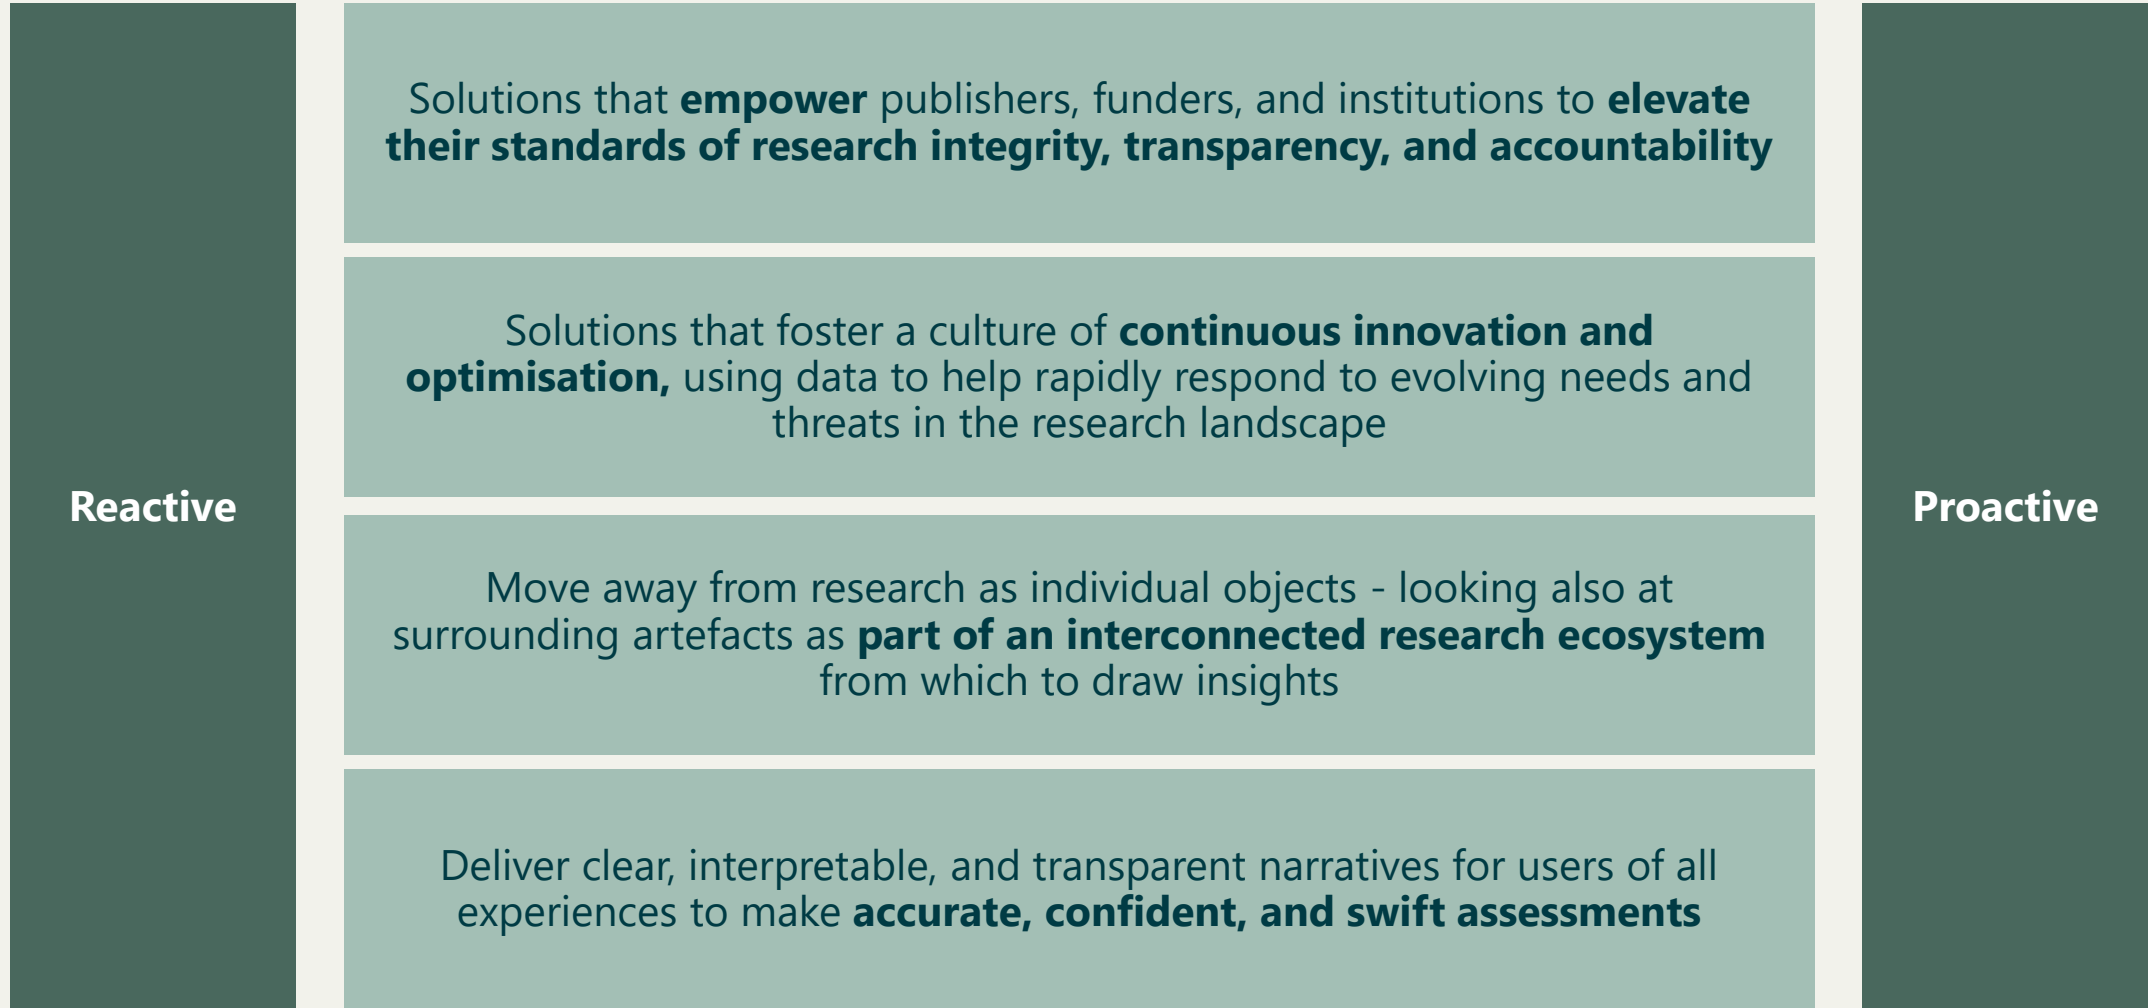 Reactive
Solutions that empower publishers, funders, and institutions to elevate
their standards of research integrity, transparency, and accountability
Solutions that foster a culture of continuous innovation and
optimisation, using data to help rapidly respond to evolving needs and
threats in the research landscape
Move away from research as individual objects - looking also at
surrounding artefacts as part of an interconnected research ecosystem
from which to draw insights
Deliver clear, interpretable, and transparent narratives for users of all
experiences to make accurate, confident, and swift assessments
Proactive